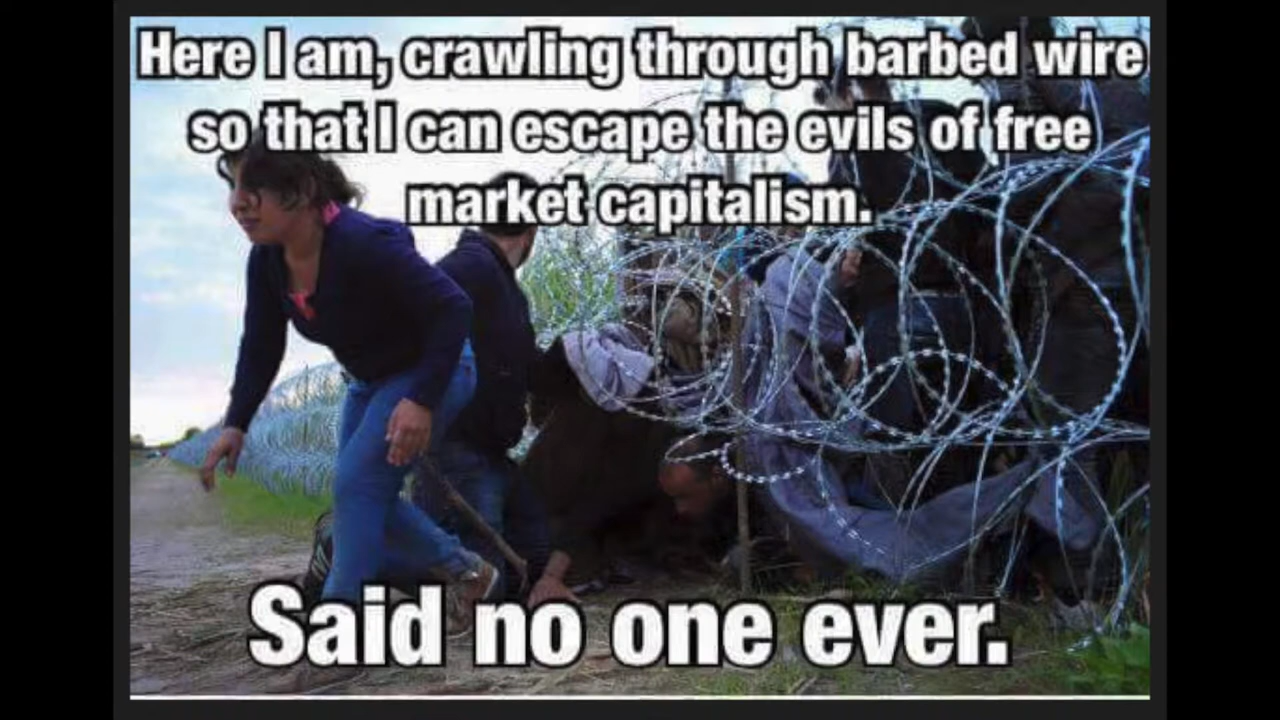 Here I am, crawling through barbed wire
so that I can escape the evils of free
market capitalism.
Said no one ever.